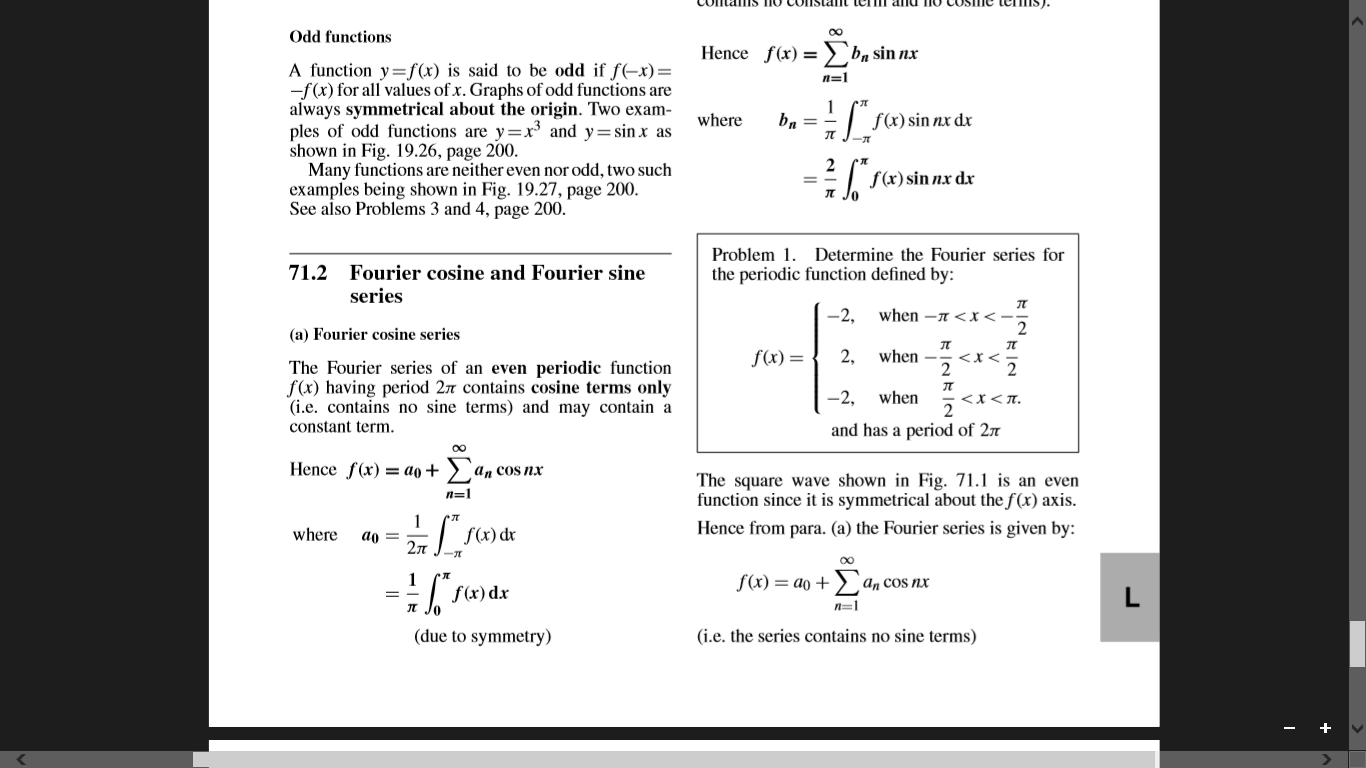 Odd functions
A function y=f(x) is said to be odd if f(−x)=
−f(x) for all values of x. Graphs of odd functions are
always symmetrical about the origin. Two exam-
ples of odd functions are y=x³ and y=sin x as
shown in Fig. 19.26, page 200.
Many functions are neither even nor odd, two such
examples being shown in Fig. 19.27, page 200.
See also Problems 3 and 4, page 200.
71.2 Fourier cosine and Fourier sine
series
(a) Fourier cosine series
The Fourier series of an even periodic function
f(x) having period 2π contains cosine terms only
(i.e. contains no sine terms) and may contain a
constant term.
Hence f(x) = a₀ + ∑_{n=1}^{∞} aₙ cos nx
where a₀ = 1/2π ∫_{−π}^{π} f(x) dx
= 1/π ∫_{0}^{π} f(x) dx
(due to symmetry)
contains no constant term and no cosine terms).
Hence f(x) = ∑_{n=1}^{∞} bₙ sin nx
where bₙ = 1/π ∫_{−π}^{π} f(x) sin nx dx
= 2/π ∫_{0}^{π} f(x) sin nx dx
Problem 1. Determine the Fourier series for
the periodic function defined by:
f(x) = { −2, when −π < x < −π/2
2, when −π/2 < x < π/2
−2, when π/2 < x < π.
and has a period of 2π
The square wave shown in Fig. 71.1 is an even
function since it is symmetrical about the f(x) axis.
Hence from para. (a) the Fourier series is given by:
f(x) = a₀ + ∑_{n=1}^{∞} aₙ cos nx
(i.e. the series contains no sine terms)
L